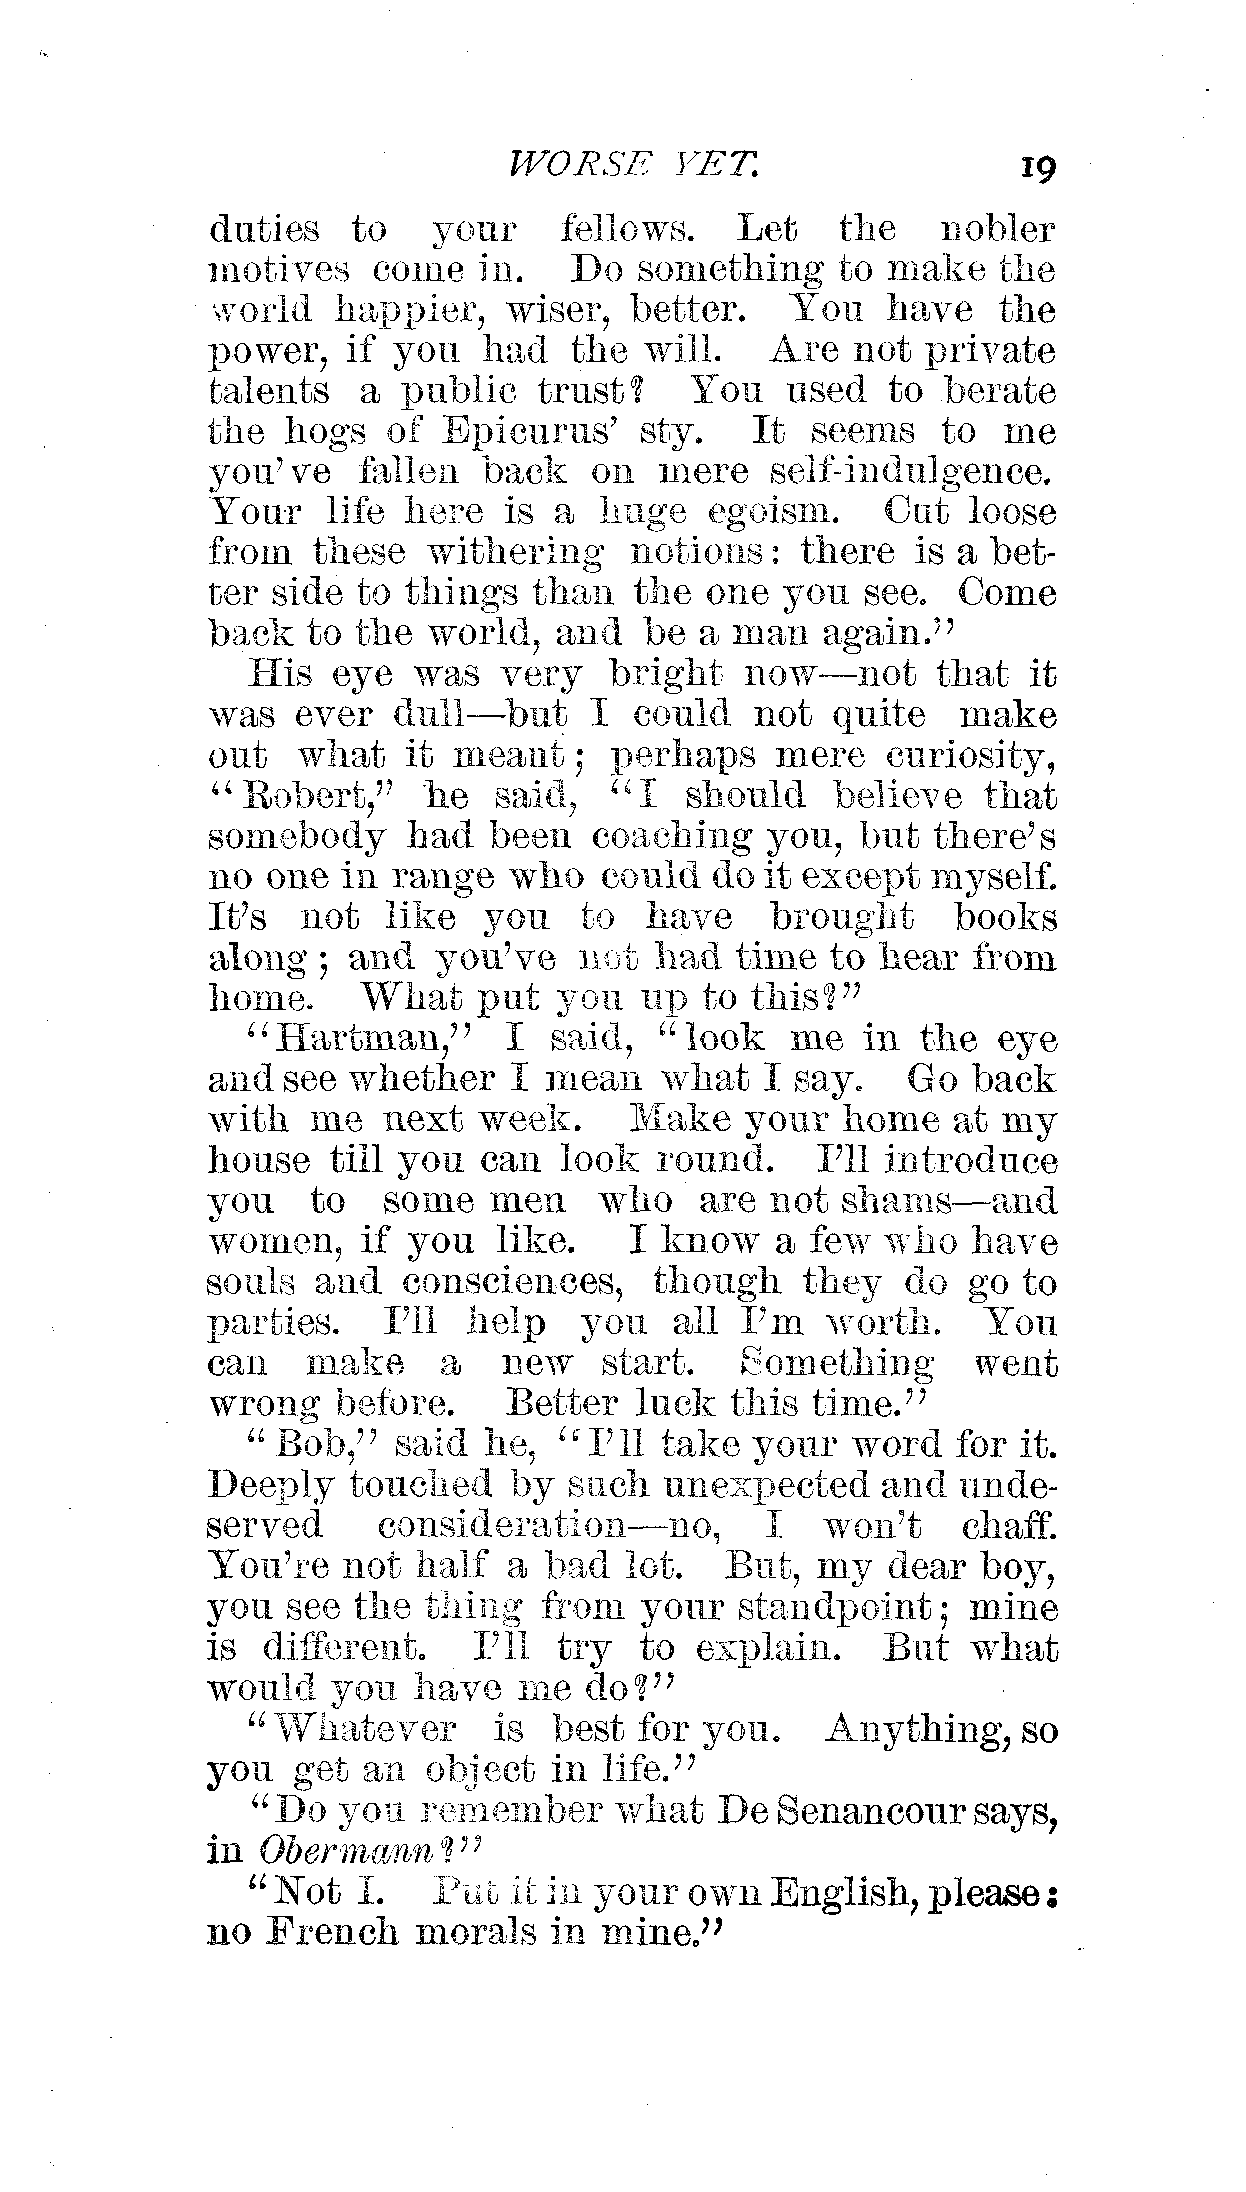 WORSE YET. 19
duties to your fellows. Let the nobler
motives come in. Do something to make the
world happier, wiser, better. You have the
power, if you had the will. Are not private
talents a public trust? You used to berate
the hogs of Epicurus' sty. It seems to me
you've fallen back on mere self-indulgence.
Your life here is a huge egoism. Cut loose
from these withering notions: there is a bet-
ter side to things than the one you see. Come
back to the world, and be a man again."
His eye was very bright now—not that it
was ever dull—but I could not quite make
out what it meant; perhaps mere curiosity,
"Robert," he said, "I should believe that
somebody had been coaching you, but there's
no one in range who could do it except myself.
It's not like you to have brought books
along; and you've not had time to hear from
home. What put you up to this?"
"Hartman," I said, "look me in the eye
and see whether I mean what I say. Go back
with me next week. Make your home at my
house till you can look round. I'll introduce
you to some men who are not shams—and
women, if you like. I know a few who have
souls and consciences, though they do go to
parties. I'll help you all I'm worth. You
can make a new start. Something went
wrong before. Better luck this time."
"Bob," said he, "I'll take your word for it.
Deeply touched by such unexpected and unde-
served consideration—no, I won't chaff.
You're not half a bad lot. But, my dear boy,
you see the thing from your standpoint; mine
is different. I'll try to explain. But what
would you have me do?"
"Whatever is best for you. Anything, so
you get an object in life."
"Do you remember what De Senancour says,
in Obermann?"
"Not I. Put it in your own English, please:
no French morals in mine."